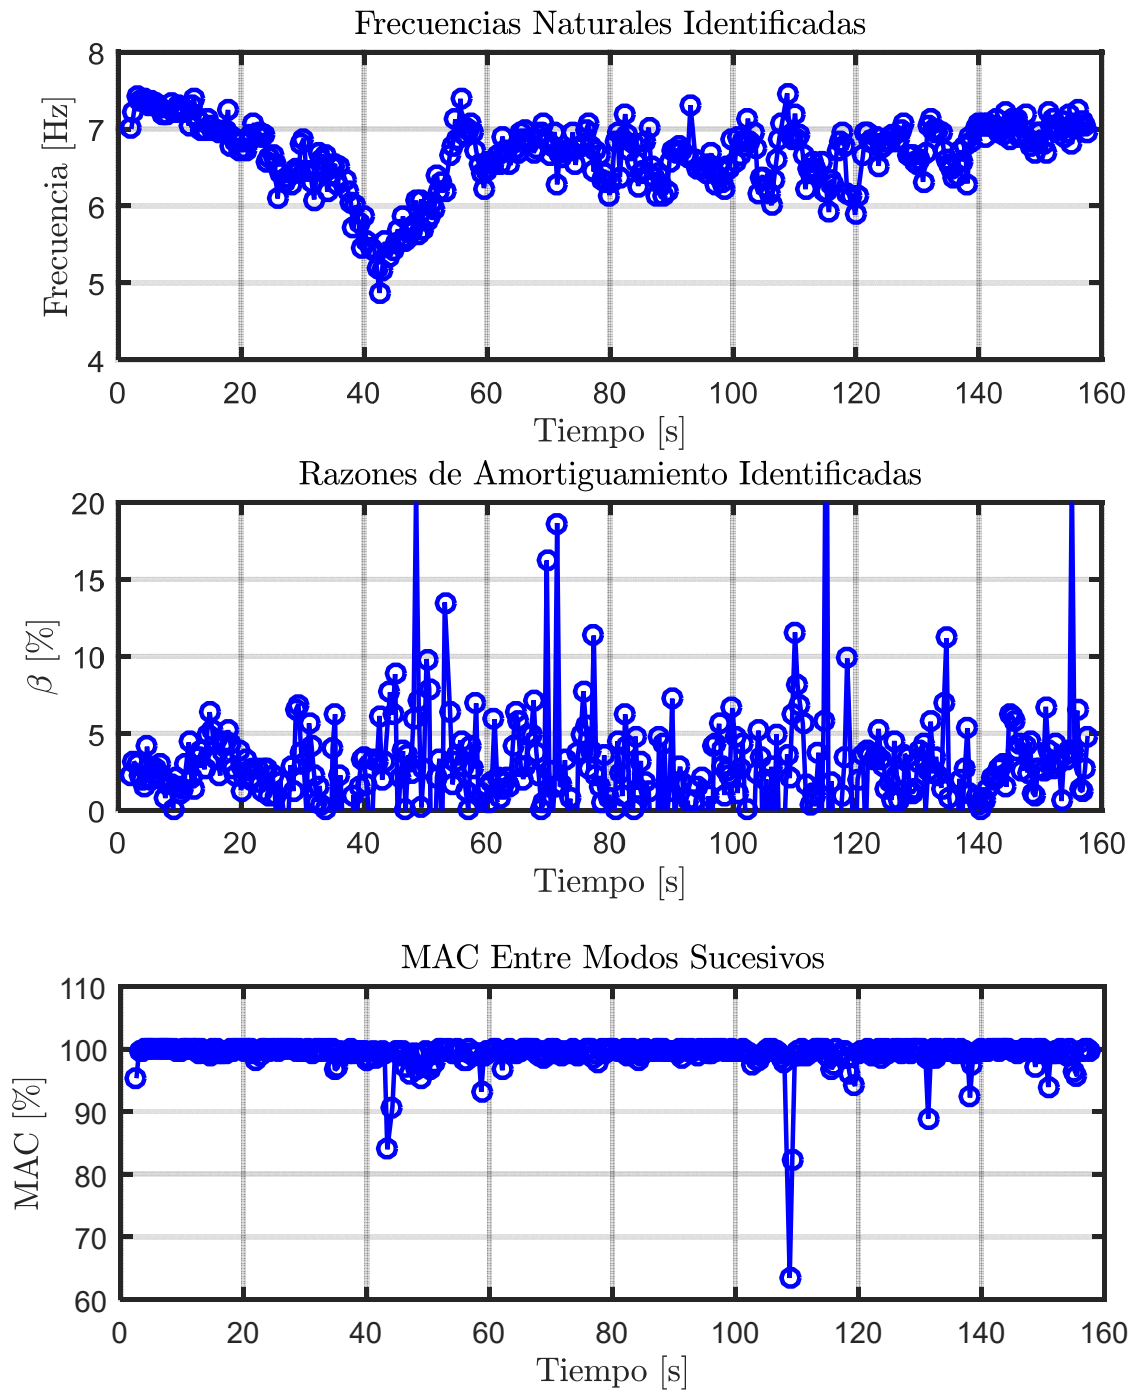 Frecuencias Naturales Identificadas
8
7
6
5
4
Frecuencia [Hz]
0 20 40 60 80 100 120 140 160
Tiempo [s]
Razones de Amortiguamiento Identificadas
20
15
10
5
0
β [%]
0 20 40 60 80 100 120 140 160
Tiempo [s]
MAC Entre Modos Sucesivos
110
100
90
80
70
60
MAC [%]
0 20 40 60 80 100 120 140 160
Tiempo [s]